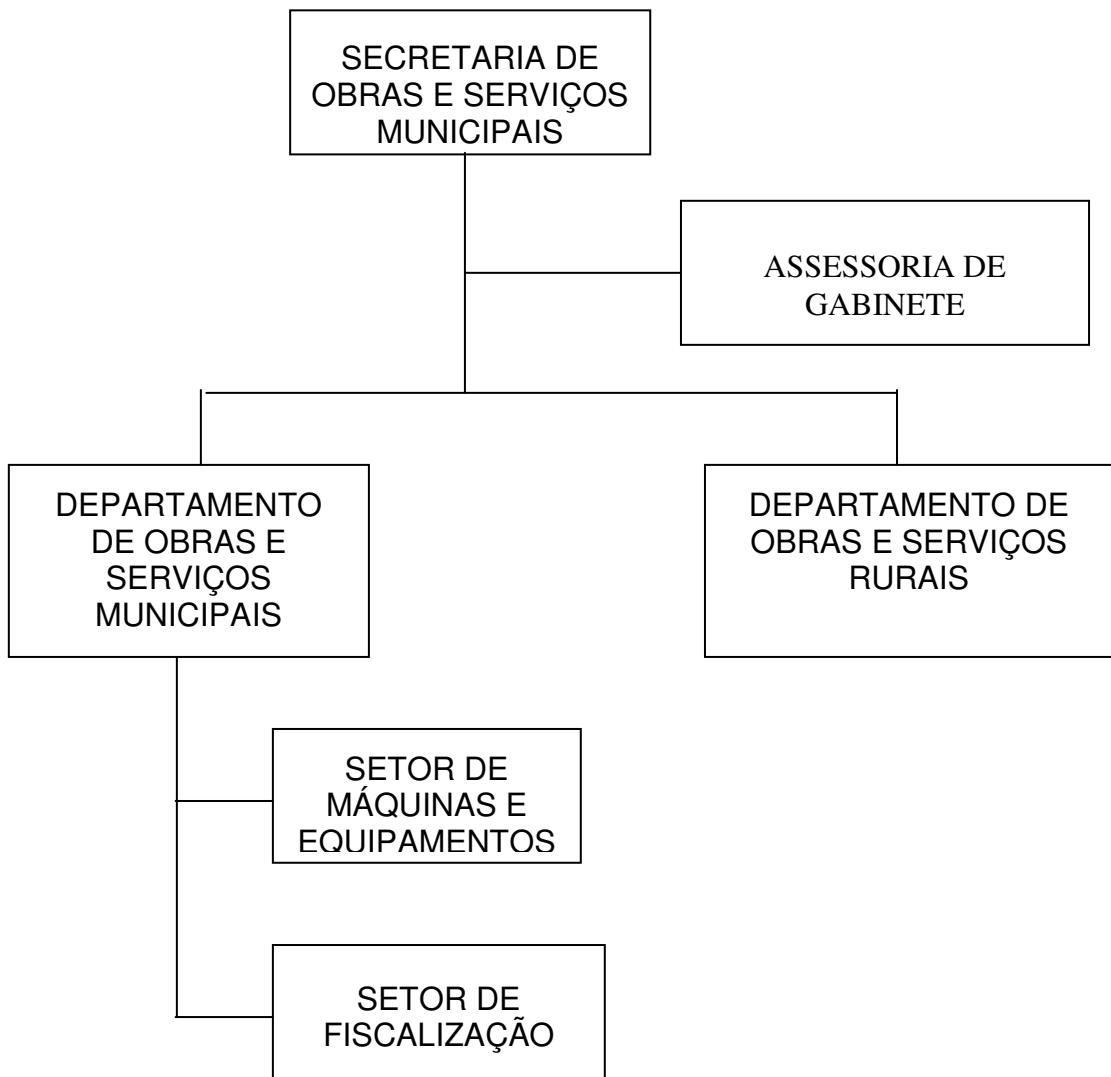 SECRETARIA DE
OBRAS E SERVIÇOS
MUNICIPAIS
ASSESSORIA DE
GABINETE
DEPARTAMENTO
DE OBRAS E
SERVIÇOS
MUNICIPAIS
DEPARTAMENTO DE
OBRAS E SERVIÇOS
RURAIS
SETOR DE
MÁQUINAS E
EQUIPAMENTOS
SETOR DE
FISCALIZAÇÃO